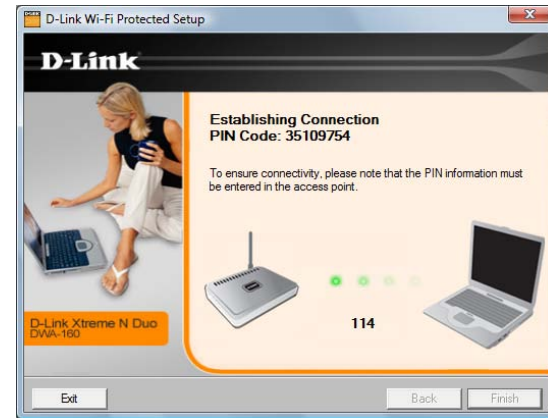 D-Link Wi-Fi Protected Setup
D-Link
Establishing Connection
PIN Code: 35109754
To ensure connectivity, please note that the PIN information must
be entered in the access point.
114
D-Link Xtreme N Duo
DWA-160
Exit
Back
Finish